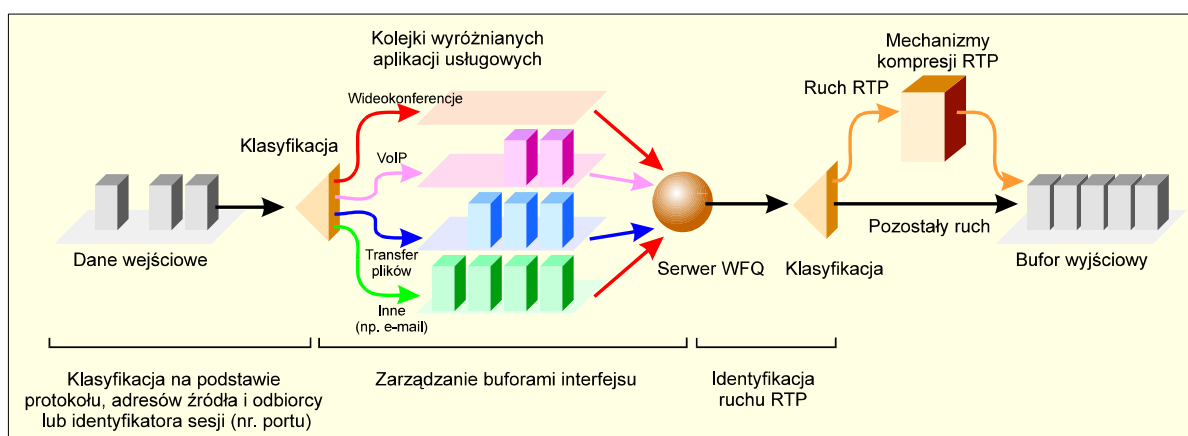 Kolejki wyróżnianych
aplikacji usługowych
Mechanizmy
kompresji RTP
Ruch RTP
Wideokonferencje
Klasyfikacja
VoIP
Dane wejściowe
Transfer
plików
Inne
(np. e-mail)
Serwer WFQ
Klasyfikacja
Pozostały ruch
Bufor wyjściowy
Klasyfikacja na podstawie
protokołu, adresów źródła i odbiorcy
lub identyfikatora sesji (nr. portu)
Zarządzanie buforami interfejsu
Identyfikacja
ruchu RTP